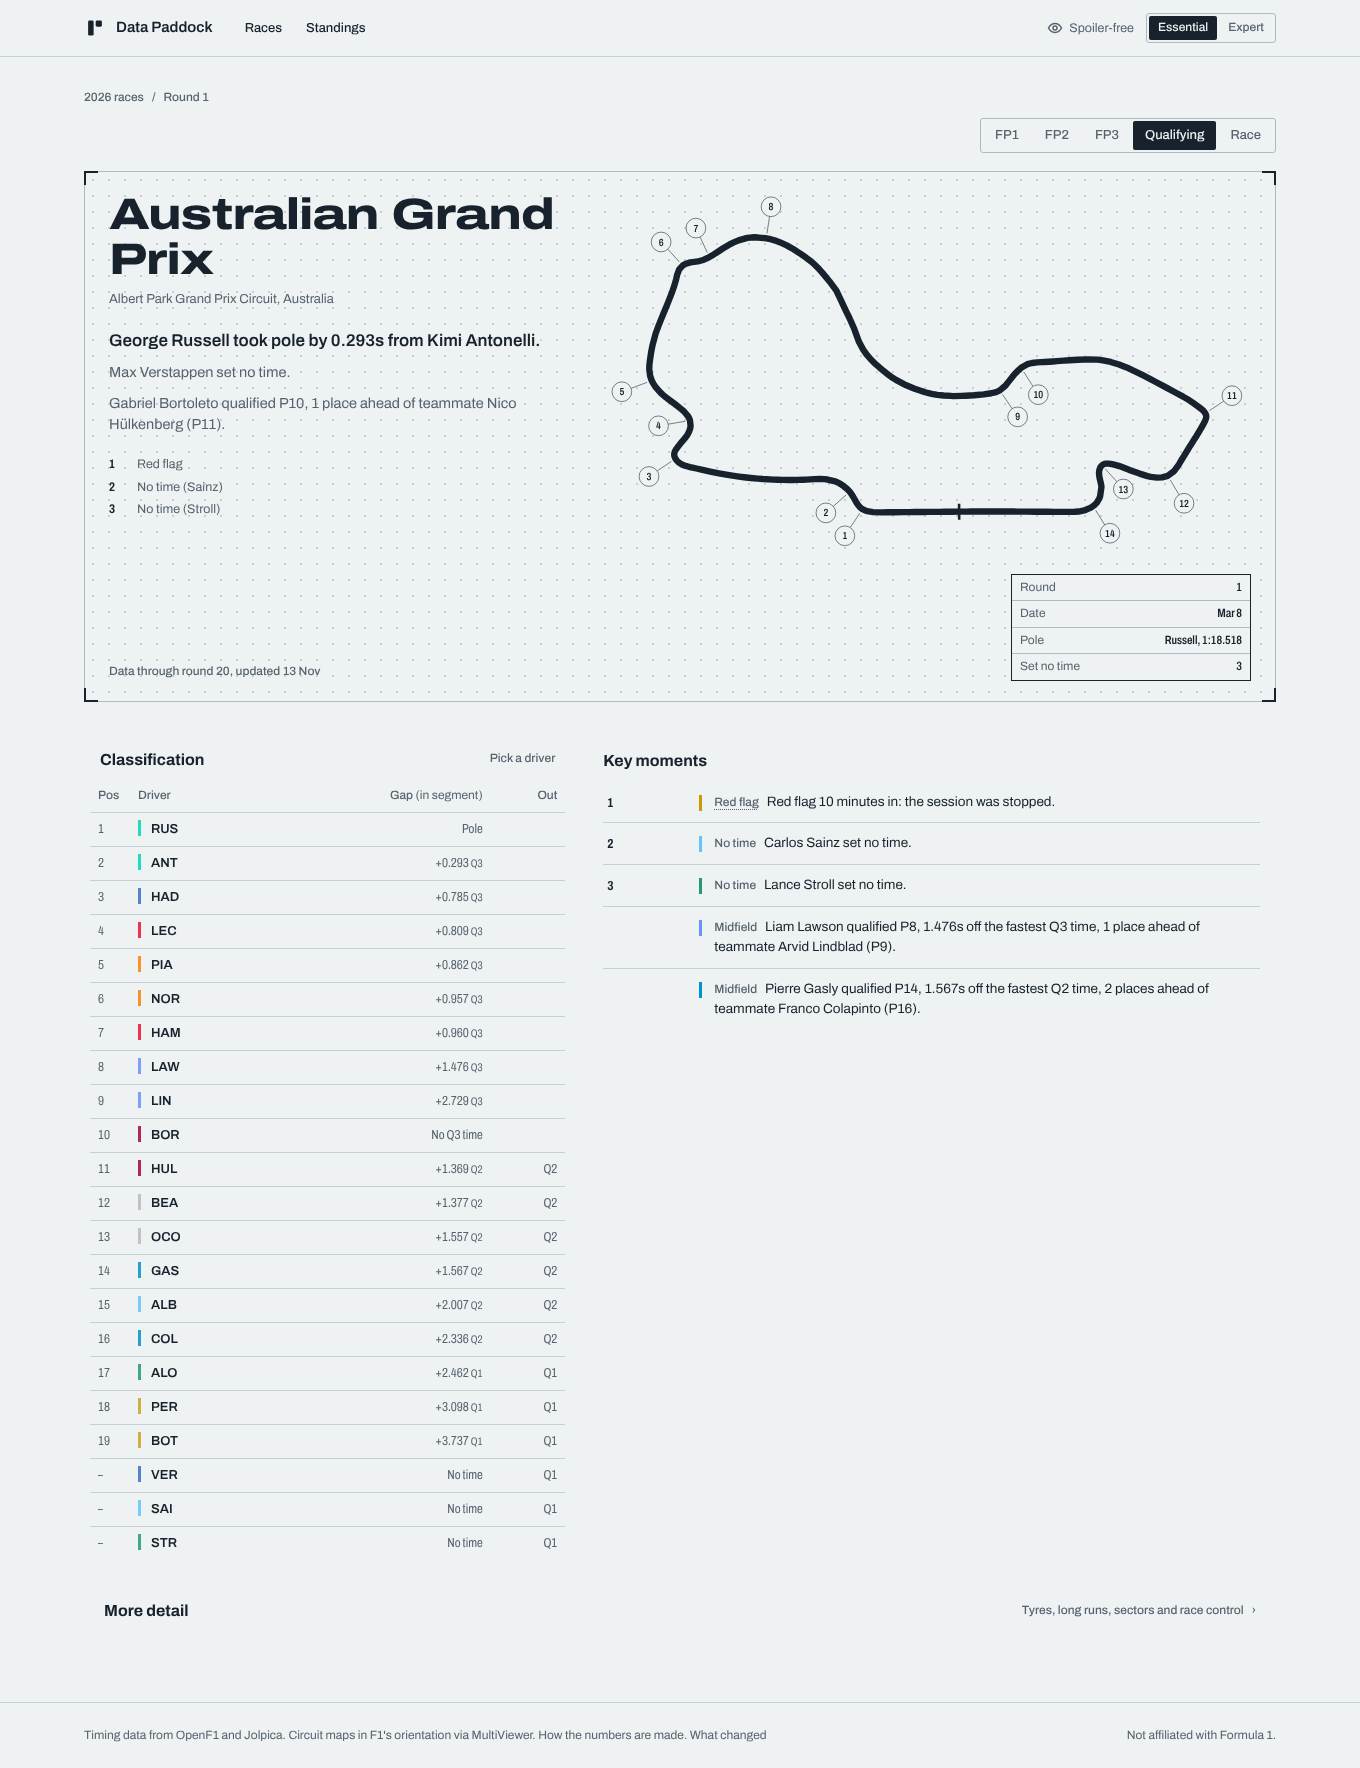 Data Paddock Races Standings Spoiler-free Essential Expert
2026 races / Round 1
FP1 FP2 FP3 Qualifying Race
Australian Grand
Prix
Albert Park Grand Prix Circuit, Australia
George Russell took pole by 0.293s from Kimi Antonelli.
Max Verstappen set no time.
Gabriel Bortoleto qualified P10, 1 place ahead of teammate Nico
Hülkenberg (P11).
1 Red flag
2 No time (Sainz)
3 No time (Stroll)
Data through round 20, updated 13 Nov
8
7
6
5
4
3
2
1
10
9
11
13
12
14
Round 1
Date Mar 8
Pole Russell, 1:18.518
Set no time 3
Classification Pick a driver
Pos Driver Gap (in segment) Out
1 RUS Pole
2 ANT +0.293 Q3
3 HAD +0.785 Q3
4 LEC +0.809 Q3
5 PIA +0.862 Q3
6 NOR +0.957 Q3
7 HAM +0.960 Q3
8 LAW +1.476 Q3
9 LIN +2.729 Q3
10 BOR No Q3 time
11 HUL +1.369 Q2 Q2
12 BEA +1.377 Q2 Q2
13 OCO +1.557 Q2 Q2
14 GAS +1.567 Q2 Q2
15 ALB +2.007 Q2 Q2
16 COL +2.336 Q2 Q2
17 ALO +2.462 Q1 Q1
18 PER +3.098 Q1 Q1
19 BOT +3.737 Q1 Q1
– VER No time Q1
– SAI No time Q1
– STR No time Q1
Key moments
1 Red flag Red flag 10 minutes in: the session was stopped.
2 No time Carlos Sainz set no time.
3 No time Lance Stroll set no time.
Midfield Liam Lawson qualified P8, 1.476s off the fastest Q3 time, 1 place ahead of
teammate Arvid Lindblad (P9).
Midfield Pierre Gasly qualified P14, 1.567s off the fastest Q2 time, 2 places ahead of
teammate Franco Colapinto (P16).
More detail Tyres, long runs, sectors and race control ›
Timing data from OpenF1 and Jolpica. Circuit maps in F1's orientation via MultiViewer. How the numbers are made. What changed
Not affiliated with Formula 1.